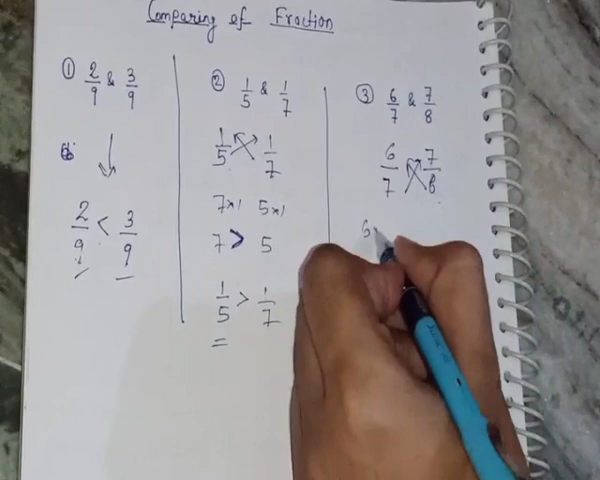 Comparing of Fraction
① 2/9 & 3/9
2/9 < 3/9
② 1/5 & 1/7
1/5 1/7
7×1 5×1
7 > 5
1/5 > 1/7
=
③ 6/7 & 7/8
6/7 7/8
6